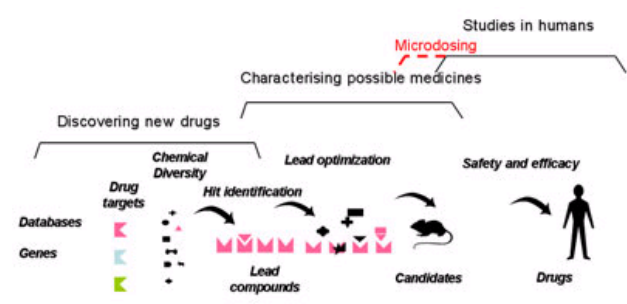 Studies in humans
Microdosing
Characterising possible medicines
Discovering new drugs
Chemical
Diversity
Lead optimization
Safety and efficacy
Drug
targets
Hit identification
Databases
Genes
Lead
compounds
Candidates
Drugs